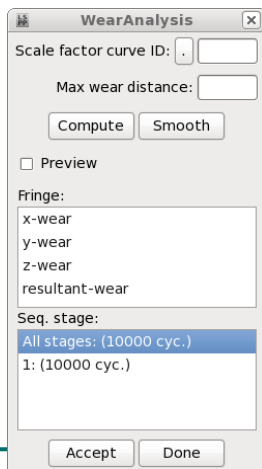 WearAnalysis
Scale factor curve ID: .
Max wear distance:
Compute Smooth
Preview
Fringe:
x-wear
y-wear
z-wear
resultant-wear
Seq. stage:
All stages: (10000 cyc.)
1: (10000 cyc.)
Accept Done